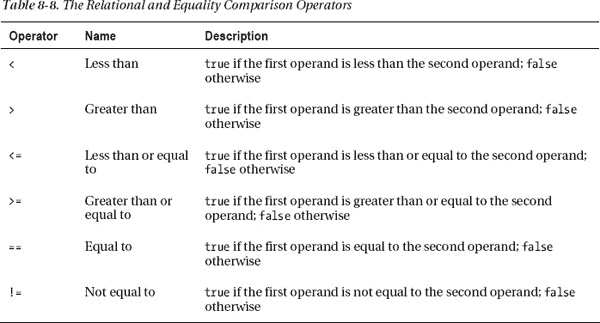 Table 8-8. The Relational and Equality Comparison Operators
Operator Name Description
< Less than true if the first operand is less than the second operand; false
otherwise
> Greater than true if the first operand is greater than the second operand; false
otherwise
<= Less than or equal true if the first operand is less than or equal to the second operand;
to false otherwise
>= Greater than or true if the first operand is greater than or equal to the second
equal to operand; false otherwise
== Equal to true if the first operand is equal to the second operand; false
otherwise
!= Not equal to true if the first operand is not equal to the second operand; false
otherwise